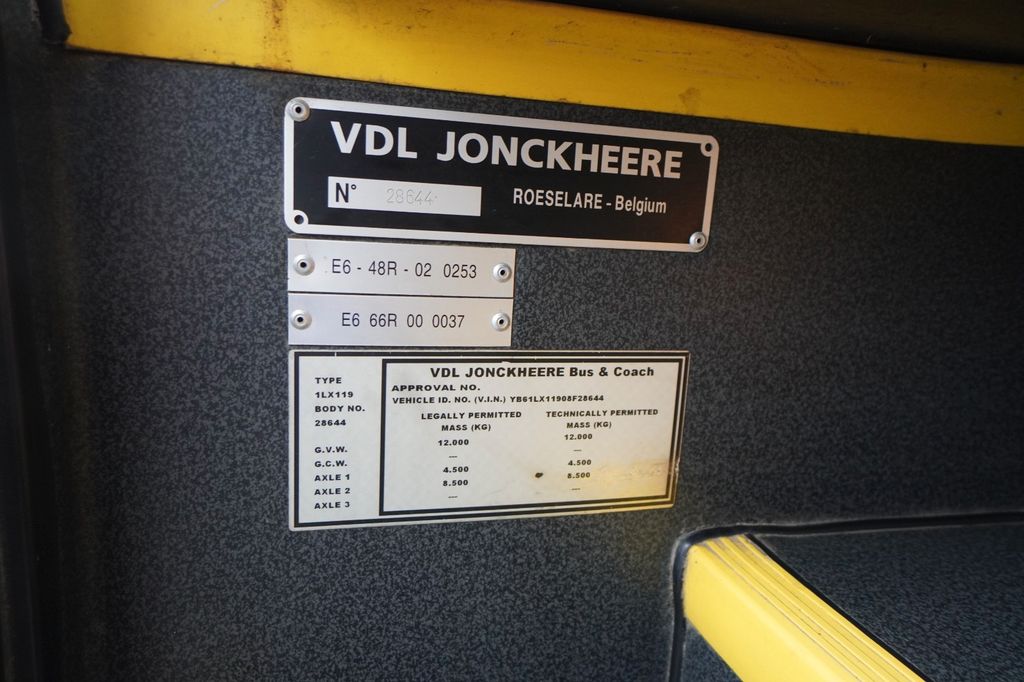 VDL JONCKHEERE
N° 28644 ROESELARE - Belgium
E6 - 48R - 02 0253
E6 66R 00 0037
VDL JONCKHEERE Bus & Coach
TYPE
1LX119
BODY NO.
28644
APPROVAL NO.
VEHICLE ID. NO. (V.I.N.) YB61LX11908F28644
LEGALLY PERMITTED TECHNICALLY PERMITTED
MASS (KG) MASS (KG)
G.V.W. 12.000 12.000
G.C.W. --- ---
AXLE 1 4.500 4.500
AXLE 2 8.500 8.500
AXLE 3 --- ---